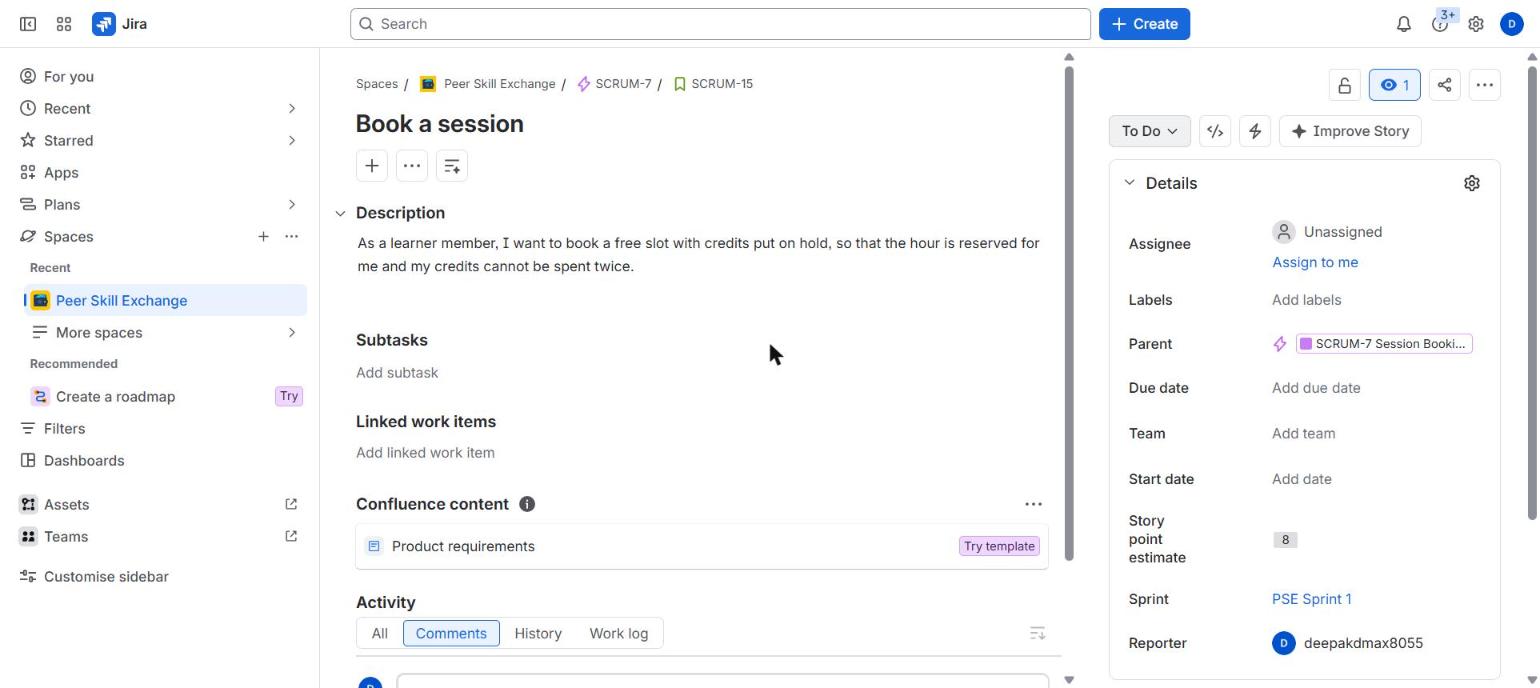 Jira
Search
Create
3+
D
For you
Recent
Starred
Apps
Plans
Spaces
Recent
Peer Skill Exchange
More spaces
Recommended
Create a roadmap Try
Filters
Dashboards
Assets
Teams
Customise sidebar
Spaces / Peer Skill Exchange / SCRUM-7 / SCRUM-15
Book a session
Description
As a learner member, I want to book a free slot with credits put on hold, so that the hour is reserved for
me and my credits cannot be spent twice.
Subtasks
Add subtask
Linked work items
Add linked work item
Confluence content
Product requirements Try template
Activity
All Comments History Work log
D
1
To Do Improve Story
Details
Assignee Unassigned
Assign to me
Labels Add labels
Parent SCRUM-7 Session Booki...
Due date Add due date
Team Add team
Start date Add date
Story
point
estimate
8
Sprint PSE Sprint 1
Reporter D deepakdmax8055